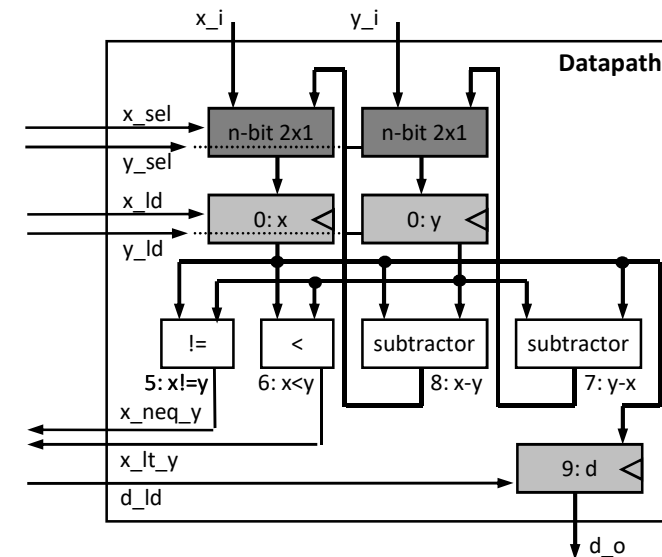 x_i y_i
Datapath
x_sel
n-bit 2x1 n-bit 2x1
y_sel
x_ld
0: x 0: y
y_ld
!= < subtractor subtractor
5: x!=y 6: x<y 8: x-y 7: y-x
x_neq_y
x_lt_y
9: d
d_ld
d_o